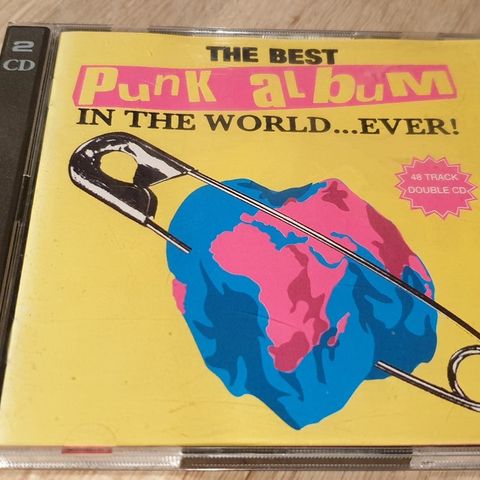 2
CD
THE BEST
PUNK ALBUM
IN THE WORLD...EVER!
48 TRACK
DOUBLE CD